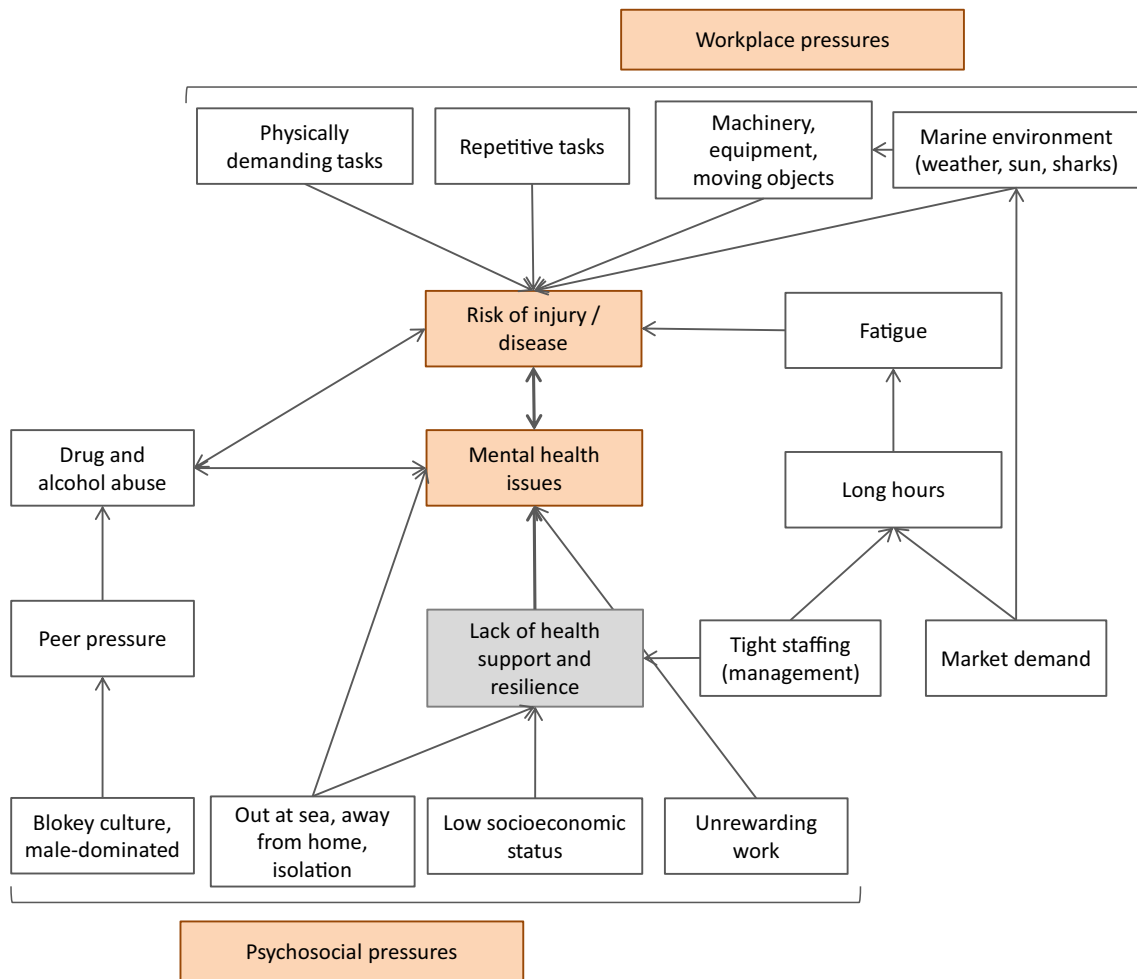 Workplace pressures
Physically
demanding tasks
Repetitive tasks
Machinery,
equipment,
moving objects
Marine environment
(weather, sun, sharks)
Risk of injury /
disease
Fatigue
Drug and
alcohol abuse
Mental health
issues
Long hours
Peer pressure
Lack of health
support and
resilience
Tight staffing
(management)
Market demand
Blokey culture,
male-dominated
Out at sea, away
from home,
isolation
Low socioeconomic
status
Unrewarding
work
Psychosocial pressures